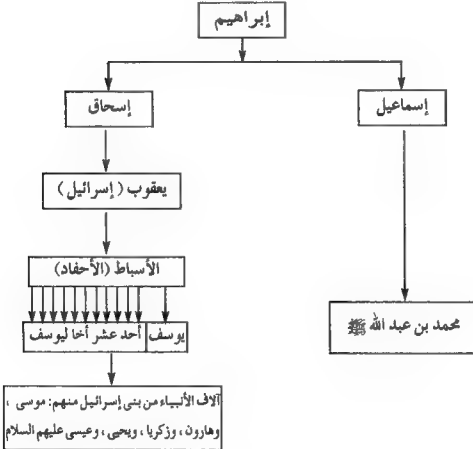 إبراهيم
إسماعيل
إسحاق
يعقوب (إسرائيل)
الأسباط (الأحفاد)
محمد بن عبد الله ﷺ
يوسف
أحد عشر أخا ليوسف
آلاف الأنبياء من بنى إسرائيل منهم: موسى ،
وهارون ، وزكريا ، ويحيى ، وعيسى عليهم السلام